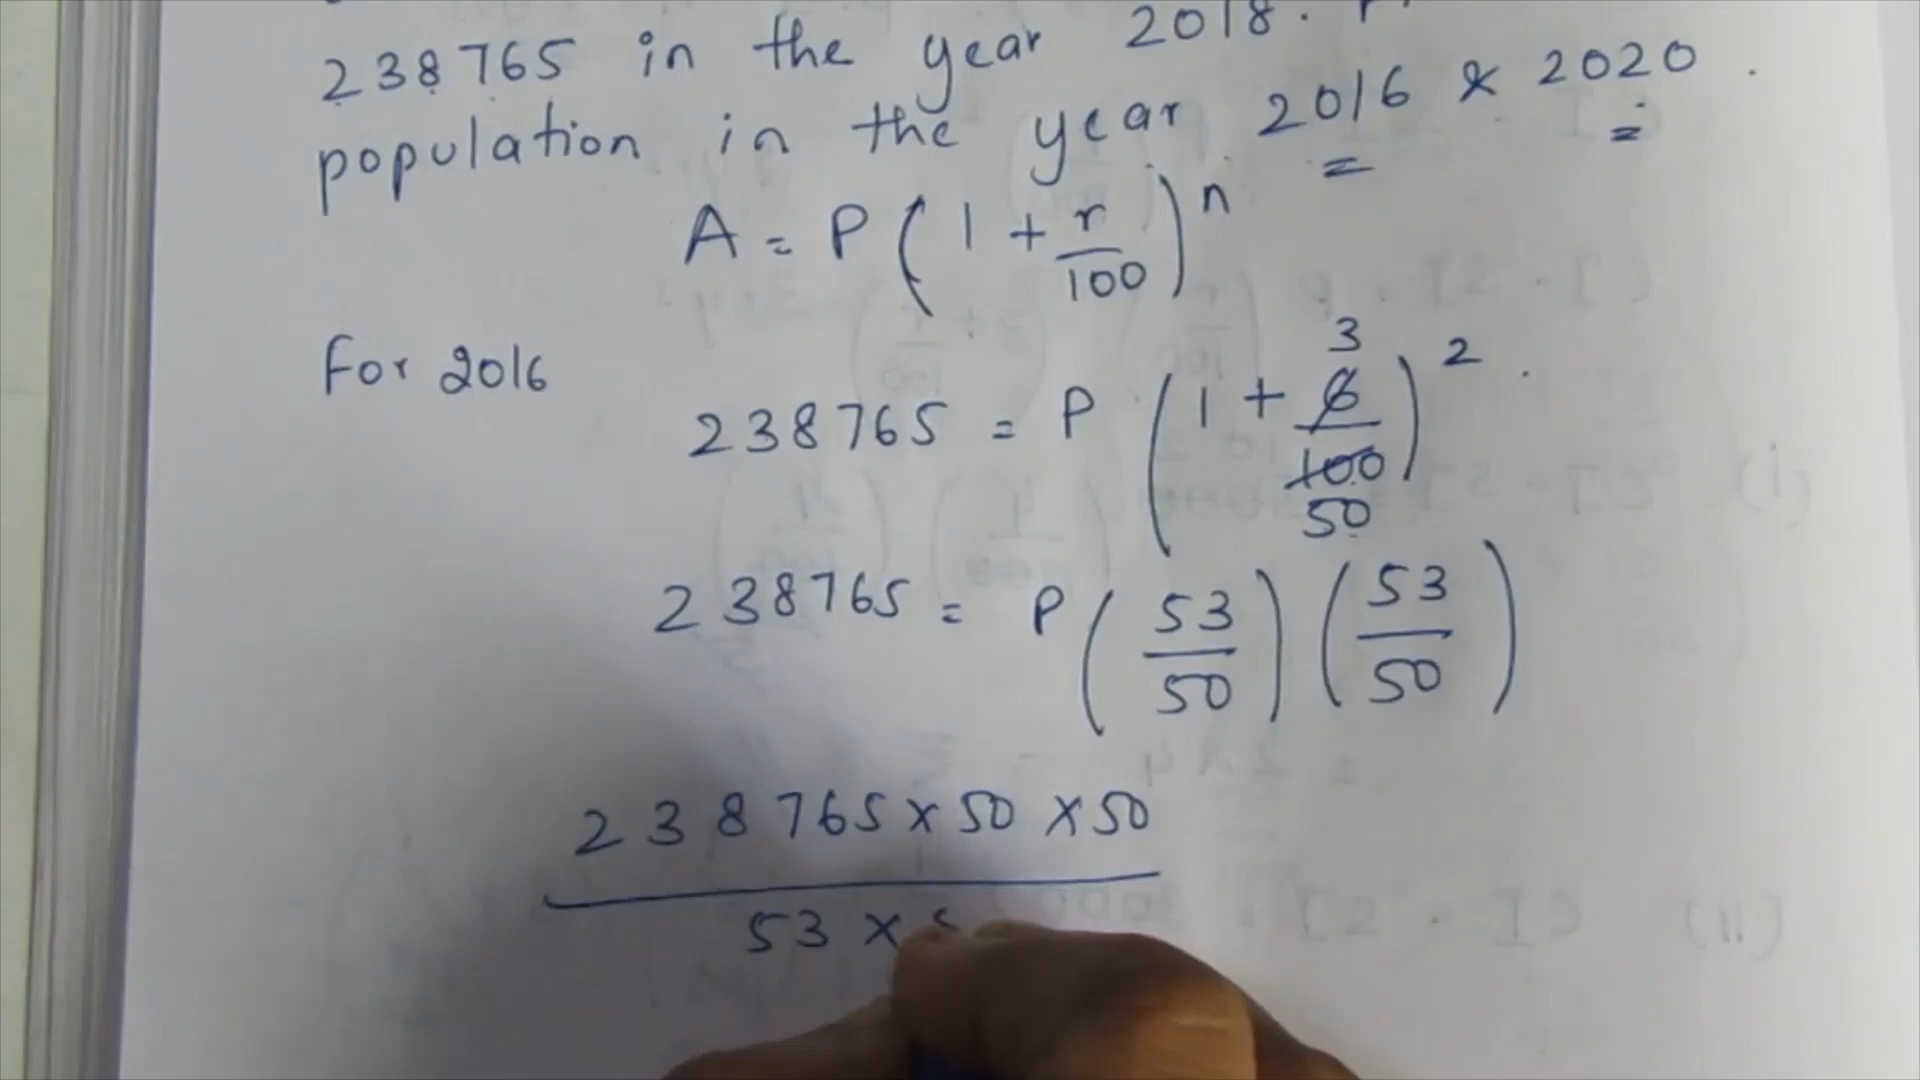 238765 in the year 2018.
population in the year 2016 & 2020.
A = P(1 + r/100)^n
For 2016
238765 = P(1 + 6/100)^2
3
50
238765 = P(53/50)(53/50)
238765 x 50 x 50
53 x